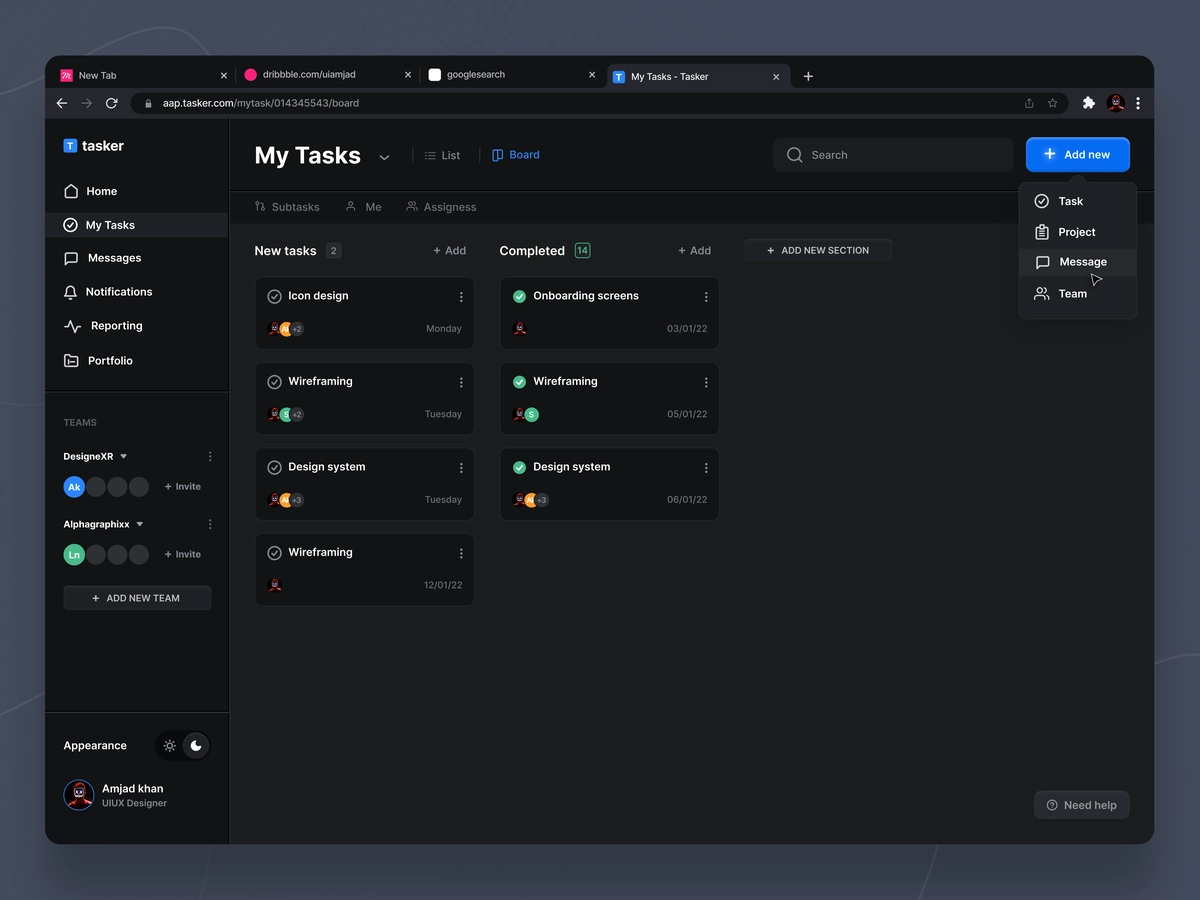 New Tab
dribbble.com/uiamjad
googlesearch
T My Tasks - Tasker
aap.tasker.com/mytask/014345543/board
T tasker
Home
My Tasks
Messages
Notifications
Reporting
Portfolio
TEAMS
DesigneXR
Ak + Invite
Alphagraphixx
Ln + Invite
+ ADD NEW TEAM
Appearance
Amjad khan
UIUX Designer
My Tasks
List
Board
Search
+ Add new
Task
Project
Message
Team
Subtasks
Me
Assigness
New tasks 2 + Add
Icon design
+2 Monday
Wireframing
S +2 Tuesday
Design system
+3 Tuesday
Wireframing
12/01/22
Completed 14 + Add
Onboarding screens
03/01/22
Wireframing
S 05/01/22
Design system
+3 06/01/22
+ ADD NEW SECTION
Need help